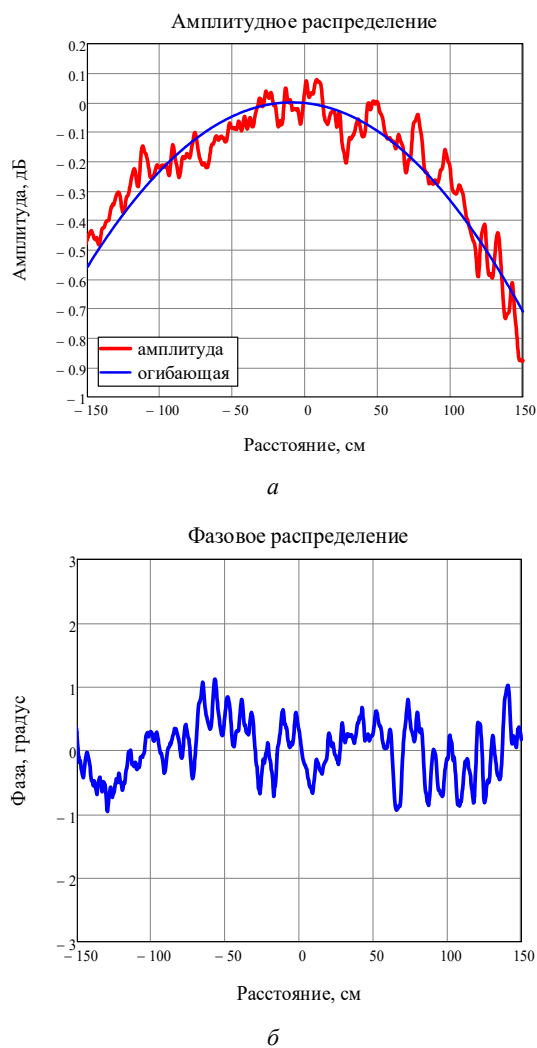 Амплитудное распределение
0.2
0.1
0
− 0.1
− 0.2
− 0.3
− 0.4
− 0.5
− 0.6
− 0.7
− 0.8
− 0.9
− 1
Амплитуда, дБ
амплитуда
огибающая
− 150 − 100 − 50 0 50 100 150
Расстояние, см
а
Фазовое распределение
3
2
1
0
− 1
− 2
− 3
Фаза, градус
− 150 − 100 − 50 0 50 100 150
Расстояние, см
б